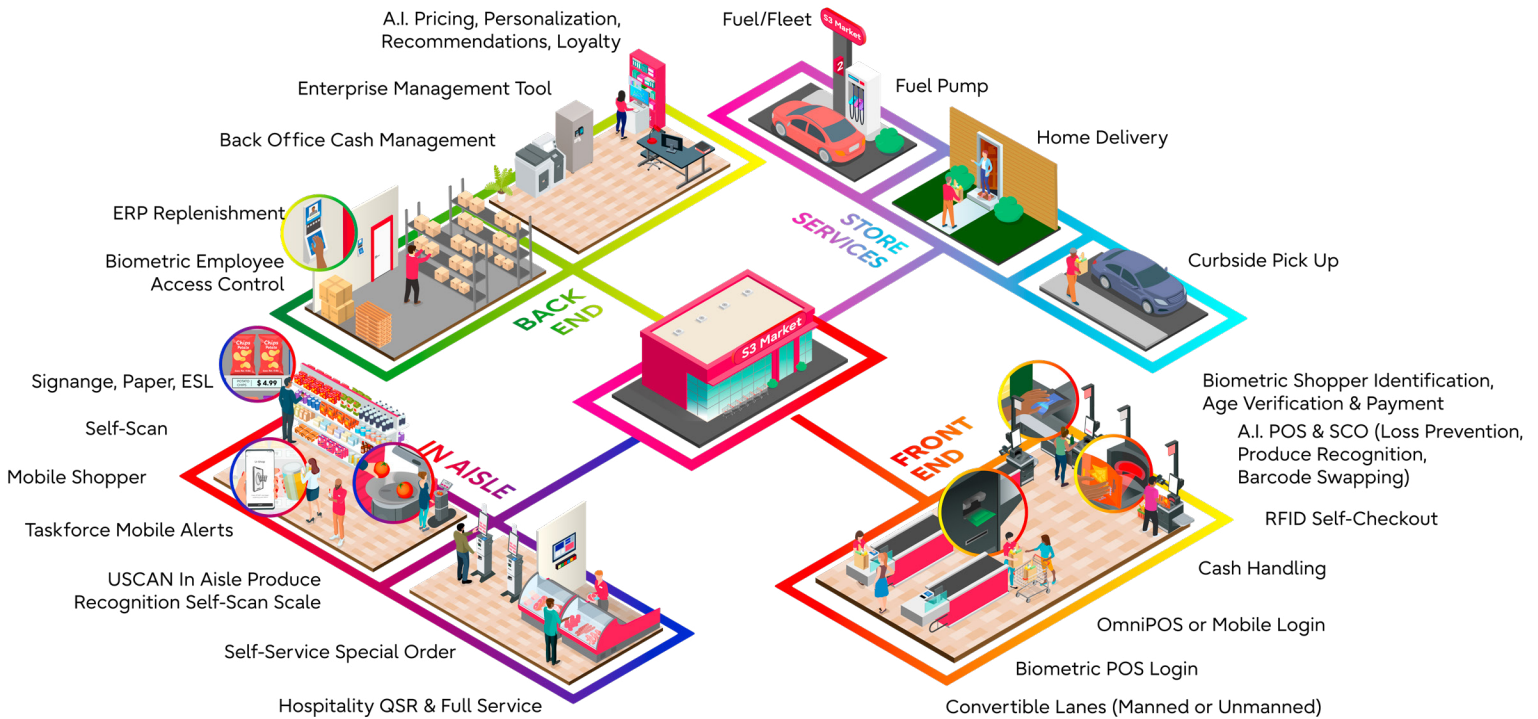 A.I. Pricing, Personalization,
Recommendations, Loyalty
Enterprise Management Tool
Back Office Cash Management
ERP Replenishment
Biometric Employee
Access Control
BACK
END
Fuel/Fleet
S3 Market
2
Fuel Pump
Home Delivery
Curbside Pick Up
STORE
SERVICES
S3 Market
Signange, Paper, ESL
Chips
Potato
Chips
Potato
$4.99
Self-Scan
Mobile Shopper
Taskforce Mobile Alerts
USCAN In Aisle Produce
Recognition Self-Scan Scale
Self-Service Special Order
Hospitality QSR & Full Service
IN AISLE
FRONT
END
Biometric Shopper Identification,
Age Verification & Payment
A.I. POS & SCO (Loss Prevention,
Produce Recognition,
Barcode Swapping)
RFID Self-Checkout
Cash Handling
OmniPOS or Mobile Login
Biometric POS Login
Convertible Lanes (Manned or Unmanned)